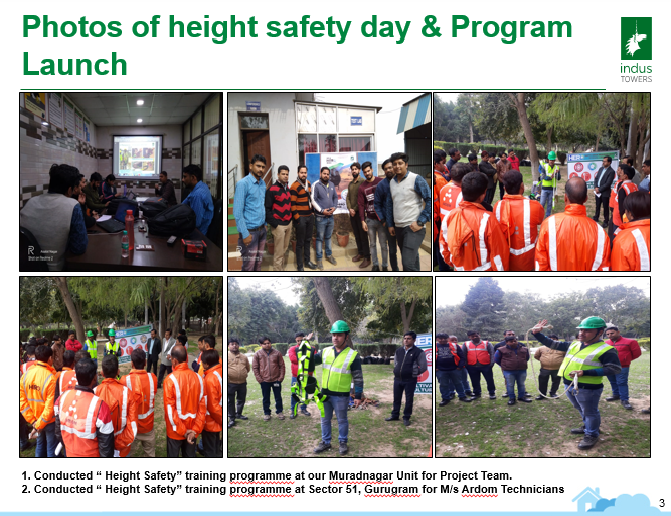 Photos of height safety day & Program
Launch
indus
TOWERS
1. Conducted “ Height Safety” training programme at our Muradnagar Unit for Project Team.
2. Conducted “ Height Safety” training programme at Sector 51, Gurugram for M/s Ardom Technicians
3